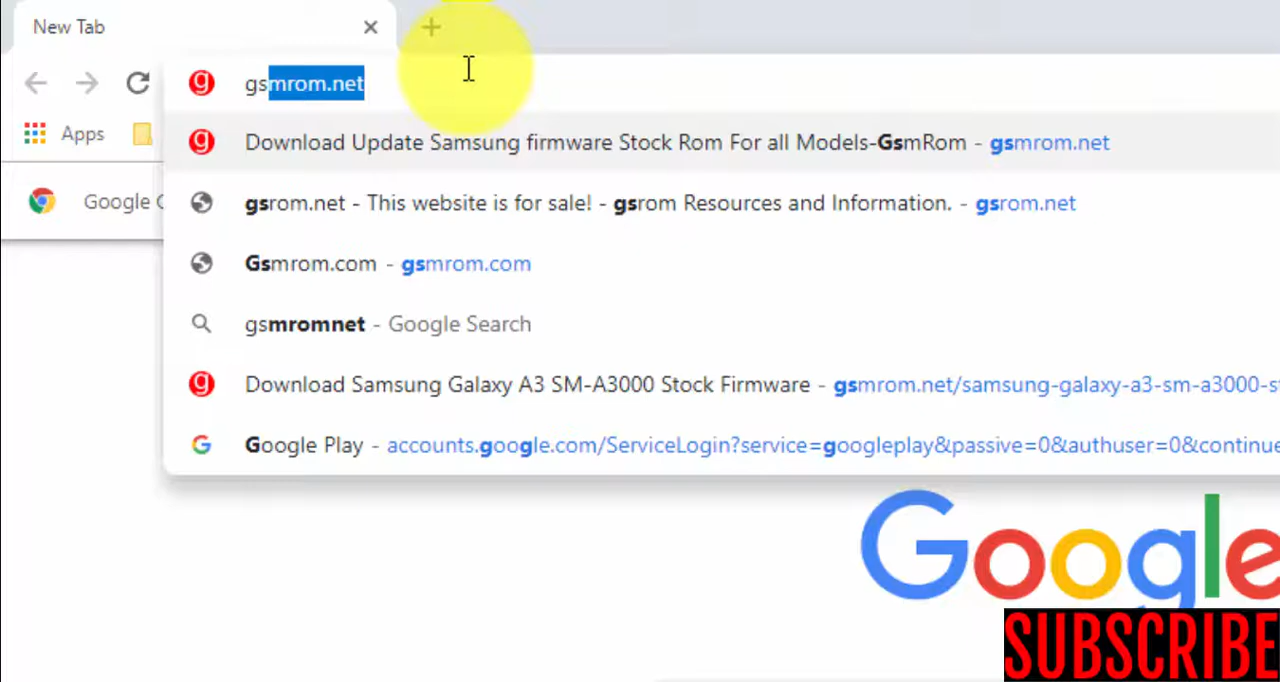 New Tab
gsmrom.net
Apps
Download Update Samsung firmware Stock Rom For all Models-GsmRom - gsmrom.net
gsrom.net - This website is for sale! - gsrom Resources and Information. - gsrom.net
Google
Gsmrom.com - gsmrom.com
gsmromnet - Google Search
Download Samsung Galaxy A3 SM-A3000 Stock Firmware - gsmrom.net/samsung-galaxy-a3-sm-a3000-s
Google Play - accounts.google.com/ServiceLogin?service=googleplay&passive=0&authuser=0&continue
Google
SUBSCRIBE